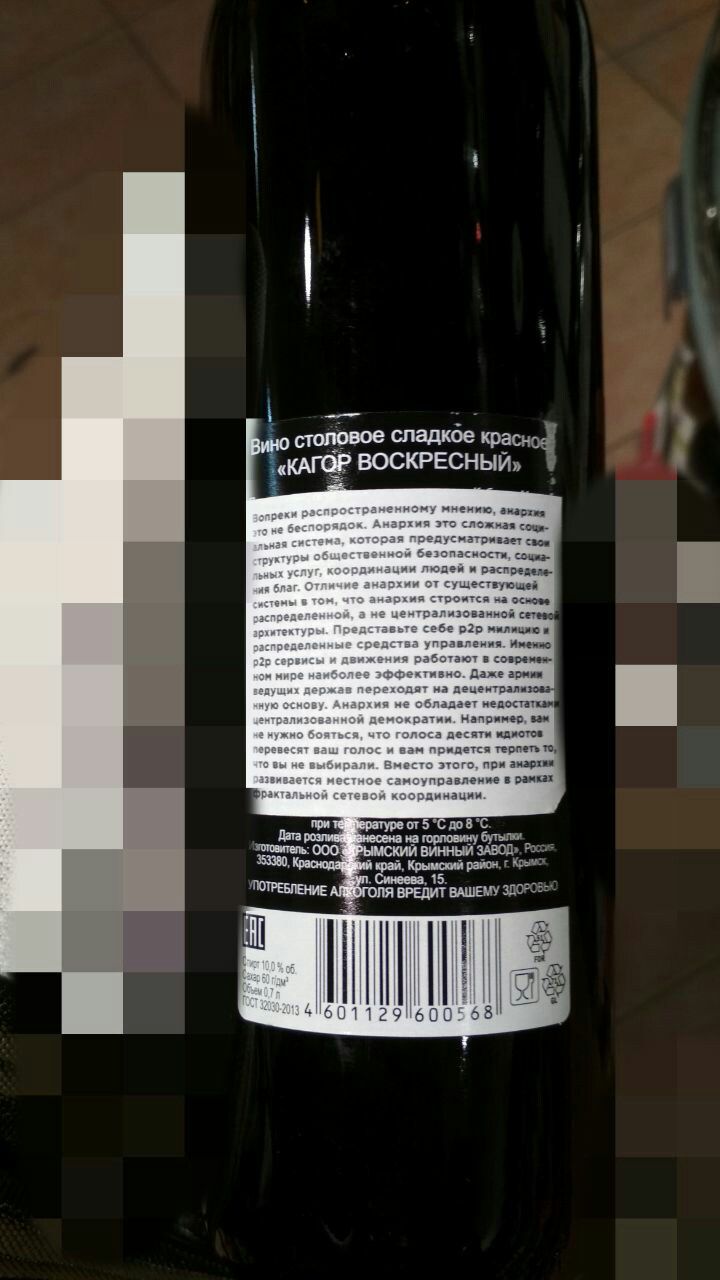 Вино столовое сладкое красное
«КАГОР ВОСКРЕСНЫЙ»
Вопреки распространенному мнению, анархия
это не беспорядок. Анархия это сложная соци-
альная система, которая предусматривает свои
структуры общественной безопасности, социа-
льных услуг, координации людей и распределе-
ния благ. Отличие анархии от существующей
системы в том, что анархия строится на основе
распределенной, а не централизованной сетевой
архитектуры. Представьте себе p2p милицию и
распределенные средства управления. Именно
p2p сервисы и движения работают в современ-
ном мире наиболее эффективно. Даже армии
ведущих держав переходят на децентрализова-
нную основу. Анархия не обладает недостатками
централизованной демократии. Например, вам
не нужно бояться, что голоса десяти идиотов
перевесят ваш голос и вам придется терпеть то,
что вы не выбирали. Вместо этого, при анархии
развивается местное самоуправление в рамках
фрактальной сетевой координации.
при температуре от 5 °С до 8 °С.
Дата розлива нанесена на горловину бутылки.
Изготовитель: ООО «КРЫМСКИЙ ВИННЫЙ ЗАВОД», Россия,
353380, Краснодарский край, Крымский район, г. Крымск,
ул. Синеева, 15.
УПОТРЕБЛЕНИЕ АЛКОГОЛЯ ВРЕДИТ ВАШЕМУ ЗДОРОВЬЮ
EAC
Спирт 10,0 % об.
Сахар 60 г/дм³
Объем 0,7 л
ГОСТ 32030-2013
4 601129 600568
FOR
GL